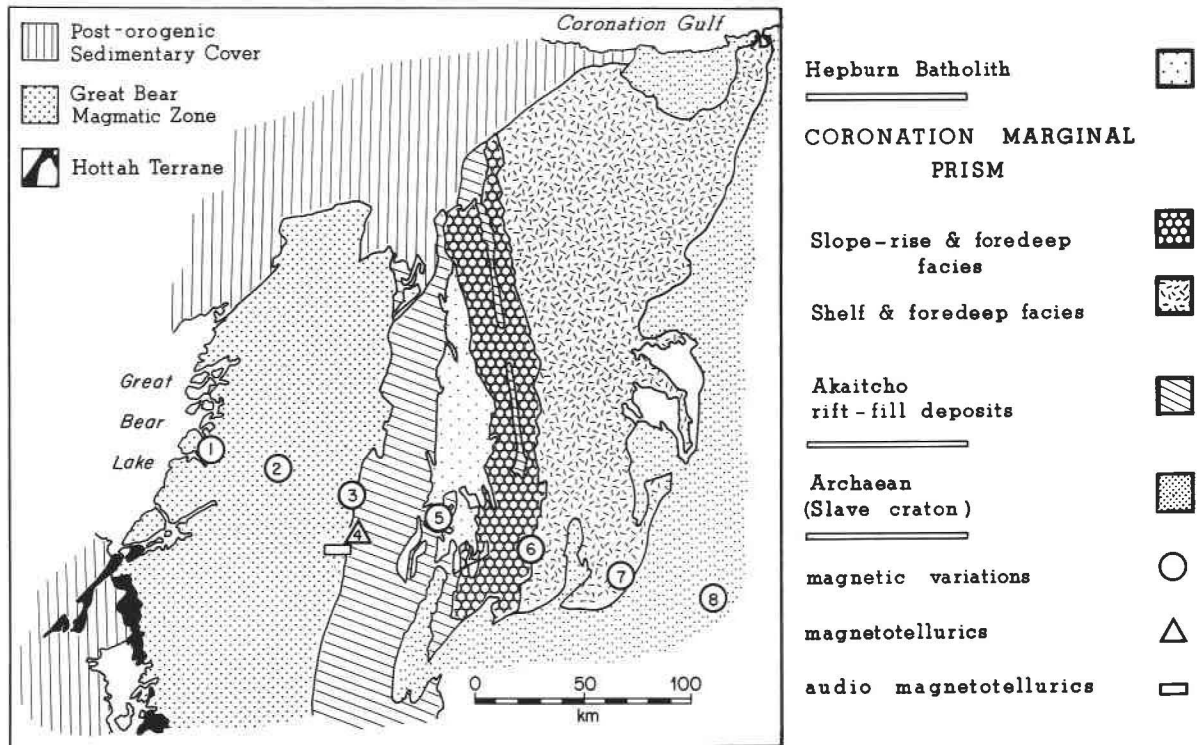 Post-orogenic
Sedimentary Cover
Great Bear
Magmatic Zone
Hottah Terrane
Coronation Gulf
Great
Bear
Lake
1
2
3
4
5
6
7
8
0 50 100
km
Hepburn Batholith
CORONATION MARGINAL
PRISM
Slope-rise & foredeep
facies
Shelf & foredeep facies
Akaitcho
rift-fill deposits
Archaean
(Slave craton)
magnetic variations
magnetotellurics
audio magnetotellurics